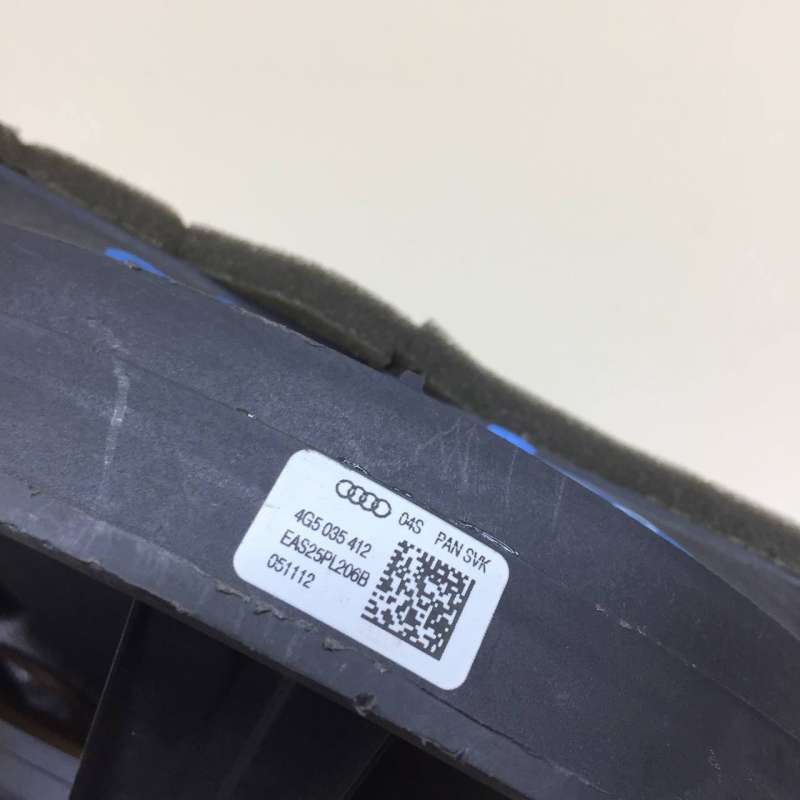 04S PAN SVK
4G5 035 412
EAS25PL206B
051112